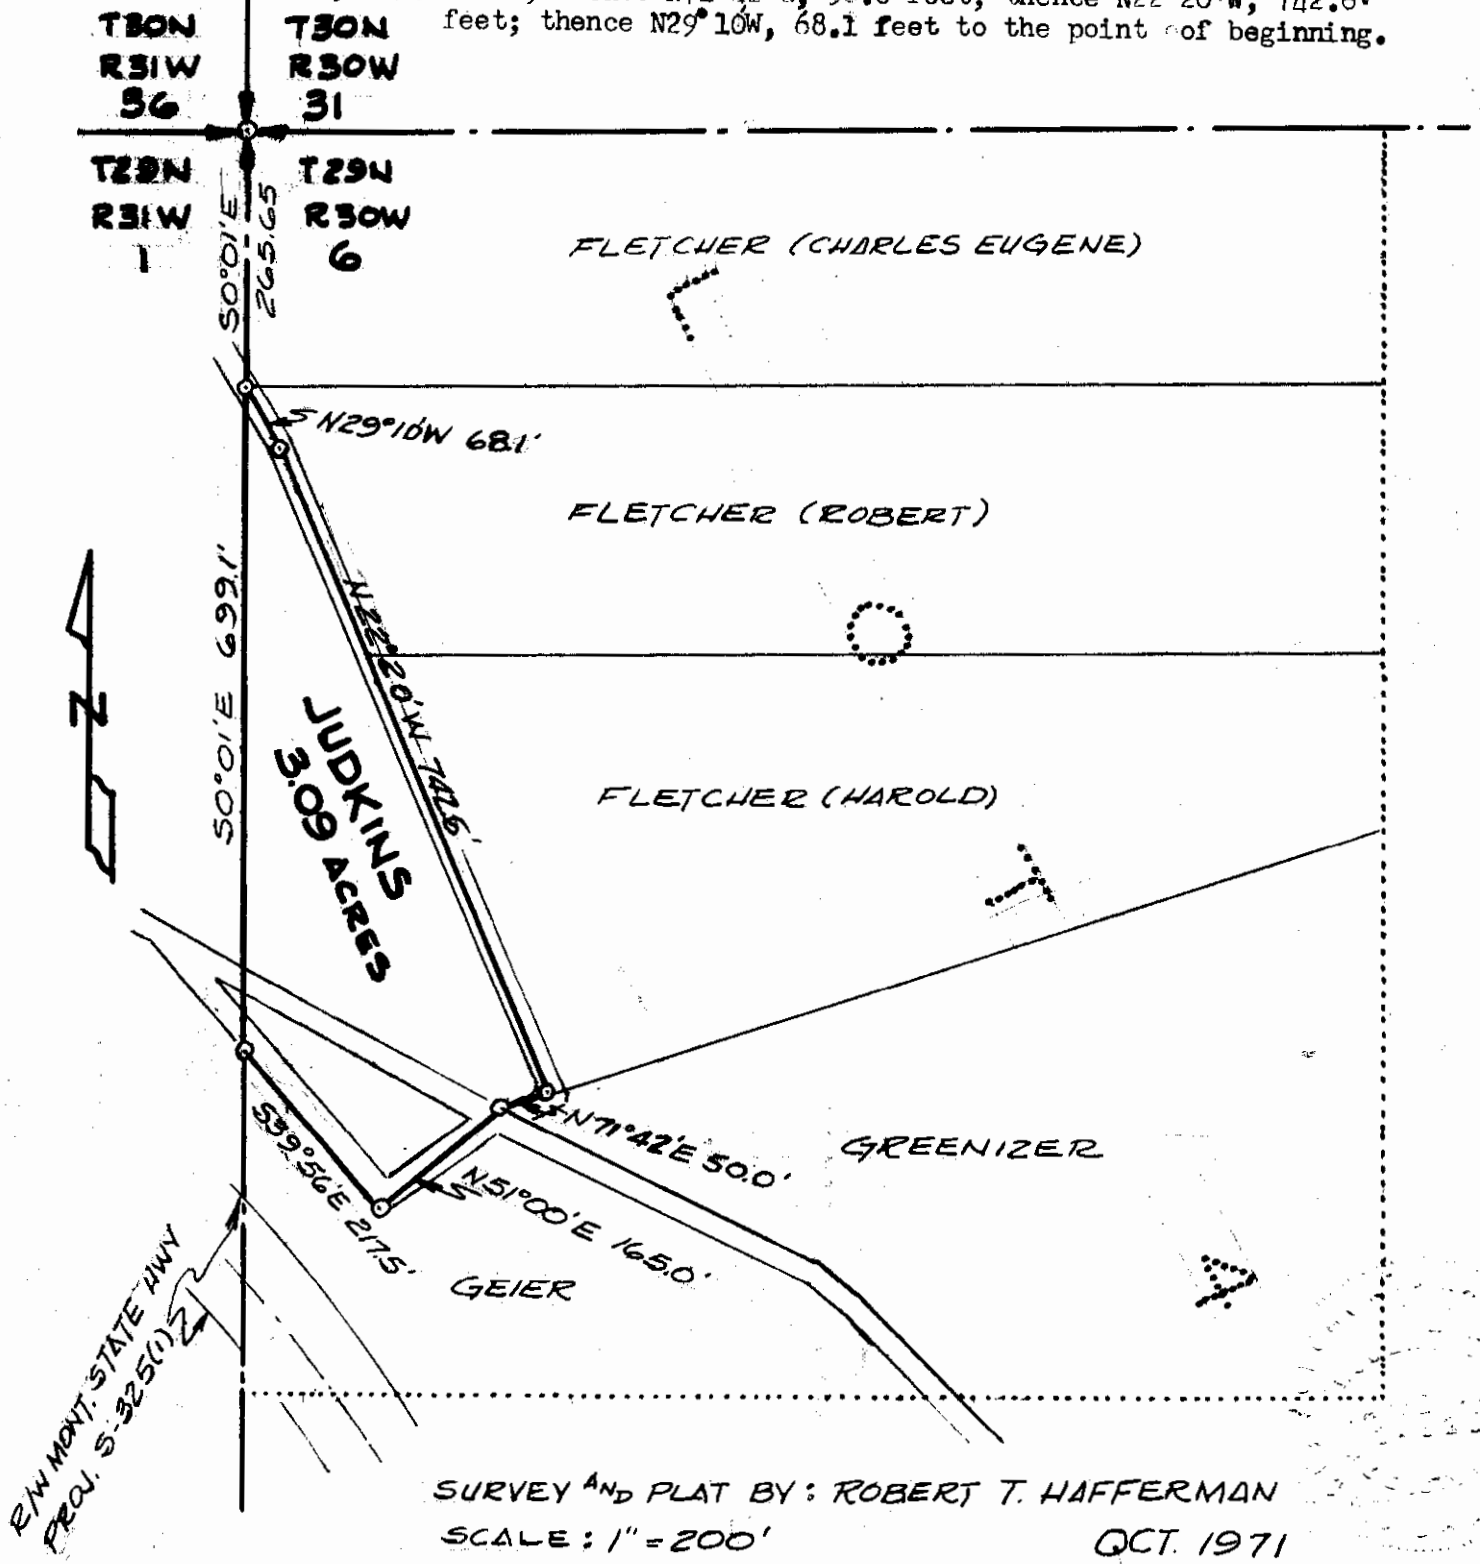 feet; thence N29°10'W, 68.1 feet to the point of beginning.
T30N
R31W
36
T30N
R30W
31
T29N
R31W
1
T29N
R30W
6
S0°01'E
265.65
FLETCHER (CHARLES EUGENE)
L
N29°10'W 68.1'
FLETCHER (ROBERT)
O
S0°01'E 699.1'
N22°20'W 742.6'
N
JUDKINS
3.09 ACRES
FLETCHER (HAROLD)
T
N71°42'E 50.0'
GREENIZER
S39°56'E 217.5'
N51°00'E 165.0'
GEIER
A
R/W MONT. STATE HWY
PROJ. S-325(1)
SURVEY AND PLAT BY: ROBERT T. HAFFERMAN
SCALE: 1" = 200'
OCT. 1971